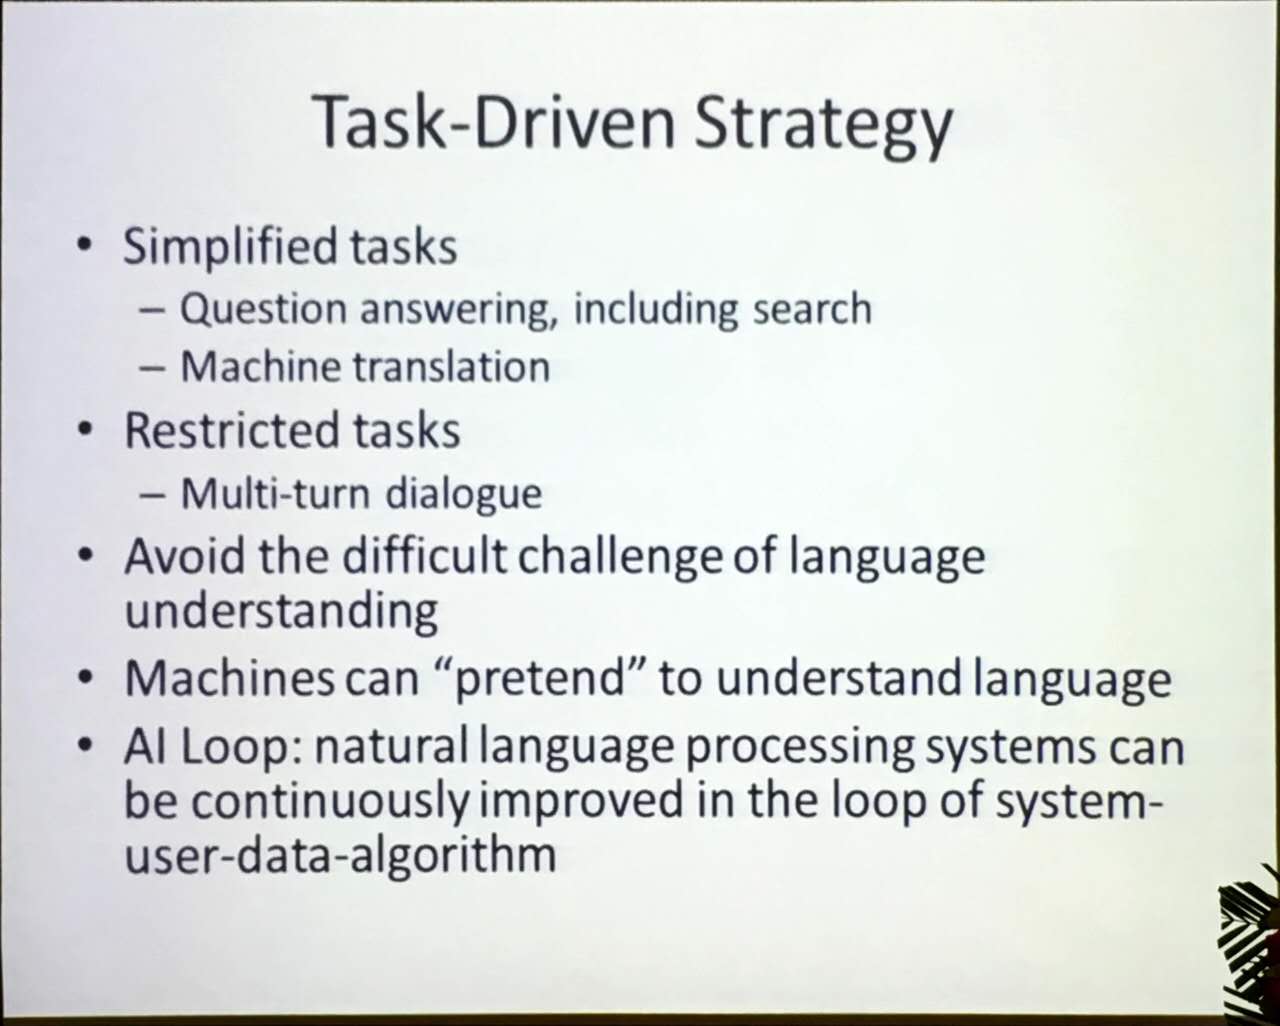 Task-Driven Strategy
• Simplified tasks
– Question answering, including search
– Machine translation
• Restricted tasks
– Multi-turn dialogue
• Avoid the difficult challenge of language
understanding
• Machines can “pretend” to understand language
• AI Loop: natural language processing systems can
be continuously improved in the loop of system-
user-data-algorithm